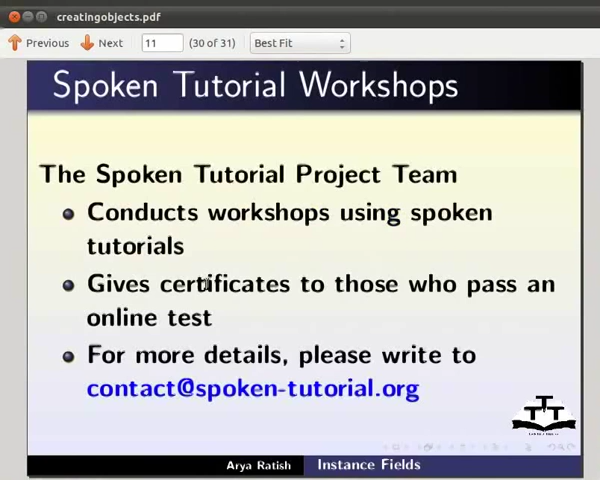 creatingobjects.pdf
Previous Next 11 (30 of 31) Best Fit
Spoken Tutorial Workshops
The Spoken Tutorial Project Team
Conducts workshops using spoken
tutorials
Gives certificates to those who pass an
online test
For more details, please write to
contact@spoken-tutorial.org
Arya Ratish Instance Fields